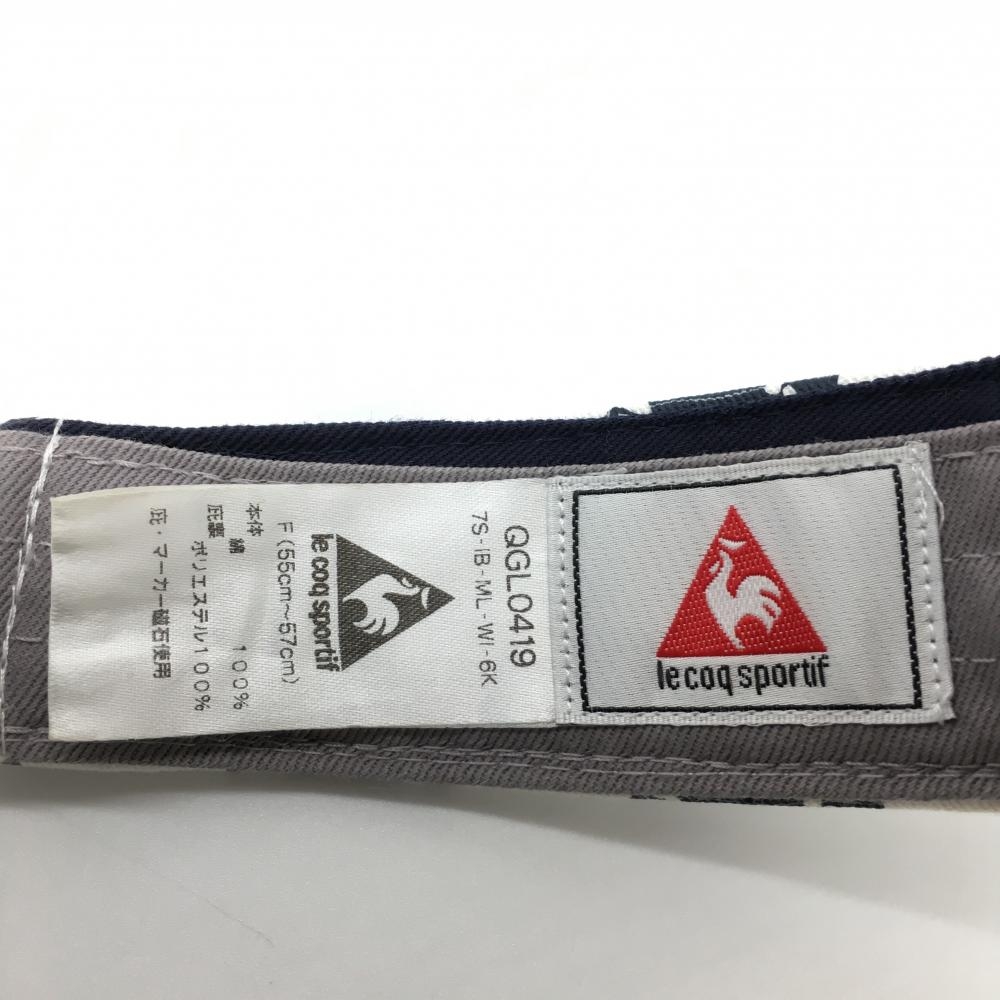 QGL0419
7S-IB-ML-WI-6K
le coq sportif
F(55cm～57cm)
本体 綿 100%
庇裏 ポリエステル100%
庇・マーカー磁石使用
le coq sportif